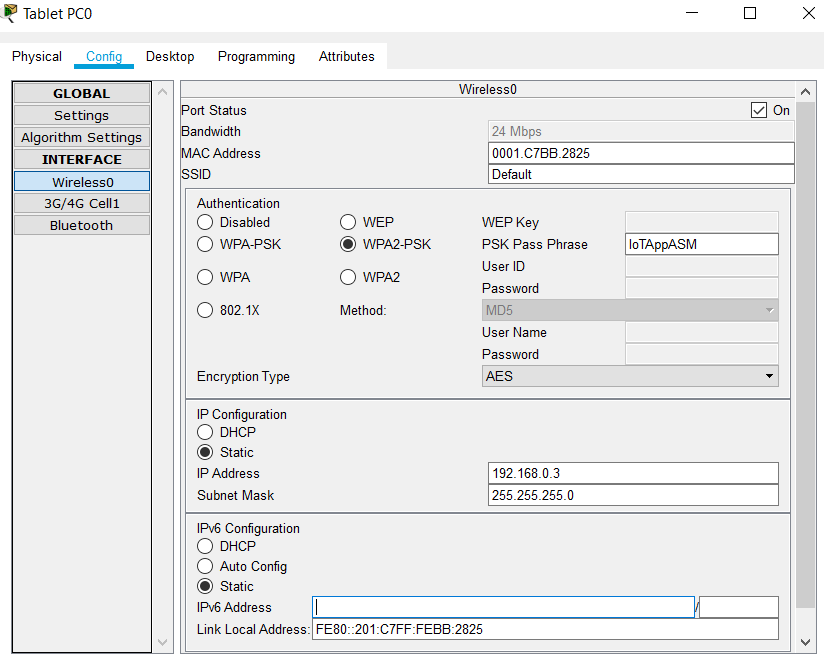 Tablet PC0
Physical Config Desktop Programming Attributes
GLOBAL
Settings
Algorithm Settings
INTERFACE
Wireless0
3G/4G Cell1
Bluetooth
Wireless0
Port Status On
Bandwidth 24 Mbps
MAC Address 0001.C7BB.2825
SSID Default
Authentication
Disabled WEP WEP Key
WPA-PSK WPA2-PSK PSK Pass Phrase IoTAppASM
User ID
WPA WPA2
Password
802.1X Method: MD5
User Name
Password
Encryption Type AES
IP Configuration
DHCP
Static
IP Address 192.168.0.3
Subnet Mask 255.255.255.0
IPv6 Configuration
DHCP
Auto Config
Static
IPv6 Address /
Link Local Address: FE80::201:C7FF:FEBB:2825